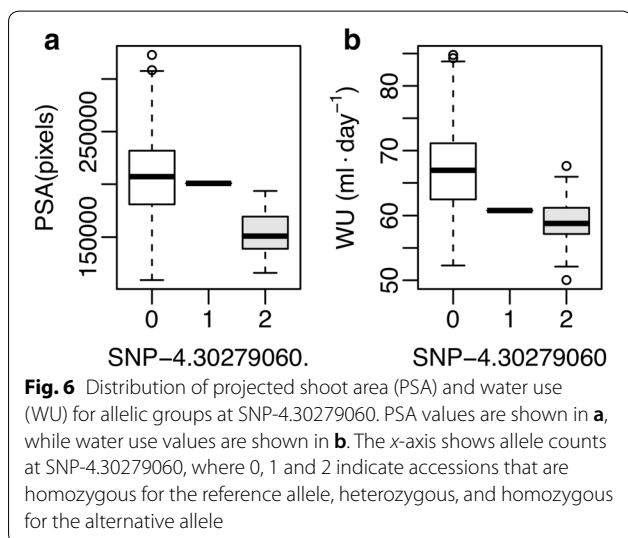 a
b
PSA(pixels)
150000
250000
0
1
2
SNP−4.30279060.
WU (ml · day−1)
50
60
70
80
0
1
2
SNP−4.30279060
Fig. 6 Distribution of projected shoot area (PSA) and water use
(WU) for allelic groups at SNP-4.30279060. PSA values are shown in a,
while water use values are shown in b. The x-axis shows allele counts
at SNP-4.30279060, where 0, 1 and 2 indicate accessions that are
homozygous for the reference allele, heterozygous, and homozygous
for the alternative allele